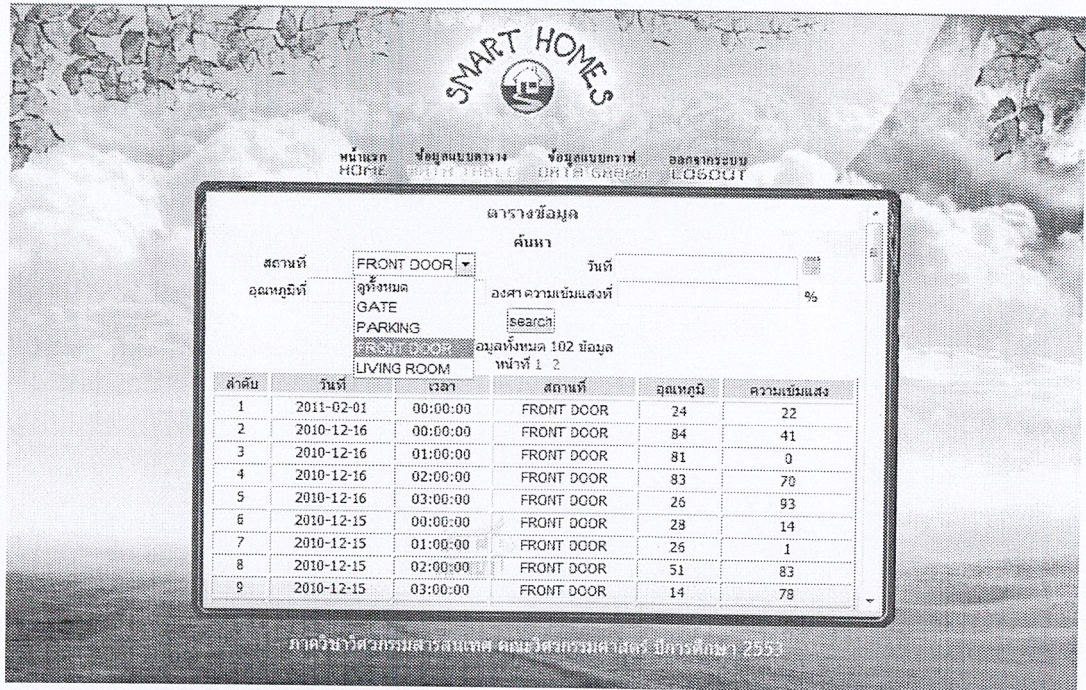 SMART HOMES
หน้าแรก ข้อมูลแบบตาราง ข้อมูลแบบกราฟ ออกจากระบบ
HOME DATA TABLE DATA GRAPH LOGOUT
ตารางข้อมูล
ค้นหา
สถานที่ FRONT DOOR วันที่
อุณหภูมิที่ องศา ความเข้มแสงที่ %
ดูทั้งหมด
GATE
PARKING
FRONT DOOR
LIVING ROOM
search
อมูลทั้งหมด 102 ข้อมูล
หน้าที่ 1 2
ลำดับ วันที่ เวลา สถานที่ อุณหภูมิ ความเข้มแสง
1 2011-02-01 00:00:00 FRONT DOOR 24 22
2 2010-12-16 00:00:00 FRONT DOOR 84 41
3 2010-12-16 01:00:00 FRONT DOOR 81 0
4 2010-12-16 02:00:00 FRONT DOOR 83 70
5 2010-12-16 03:00:00 FRONT DOOR 26 93
6 2010-12-15 00:00:00 FRONT DOOR 28 14
7 2010-12-15 01:00:00 FRONT DOOR 26 1
8 2010-12-15 02:00:00 FRONT DOOR 51 83
9 2010-12-15 03:00:00 FRONT DOOR 14 78
ภาควิชาวิศวกรรมสารสนเทศ คณะวิศวกรรมศาสตร์ ปีการศึกษา 2553